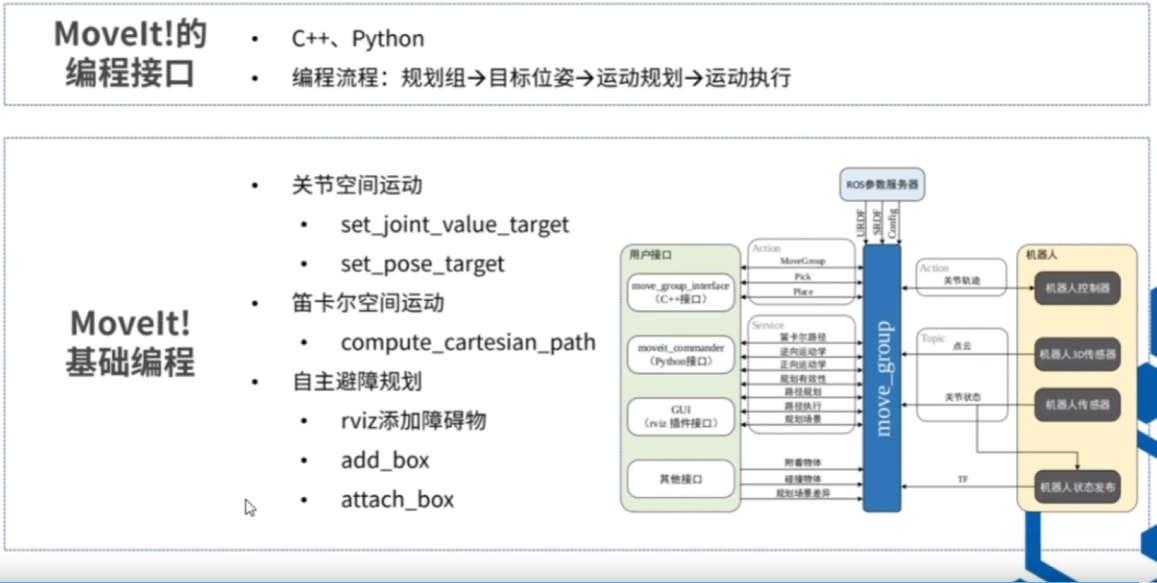 MoveIt!的
编程接口
• C++、Python
• 编程流程：规划组→目标位姿→运动规划→运动执行
MoveIt!
基础编程
• 关节空间运动
• set_joint_value_target
• set_pose_target
• 笛卡尔空间运动
• compute_cartesian_path
• 自主避障规划
• rviz添加障碍物
• add_box
• attach_box
ROS参数服务器
URDF
SRDF
Config
用户接口
move_group_interface
（C++接口）
moveit_commander
（Python接口）
GUI
（rviz 插件接口）
其他接口
Action
MoveGroup
Pick
Place
Service
笛卡尔路径
逆向运动学
正向运动学
规划有效性
路径规划
路径执行
规划场景
附着物体
碰撞物体
规划场景差异
move_group
Action
关节轨迹
Topic
点云
关节状态
TF
机器人
机器人控制器
机器人3D传感器
机器人传感器
机器人状态发布